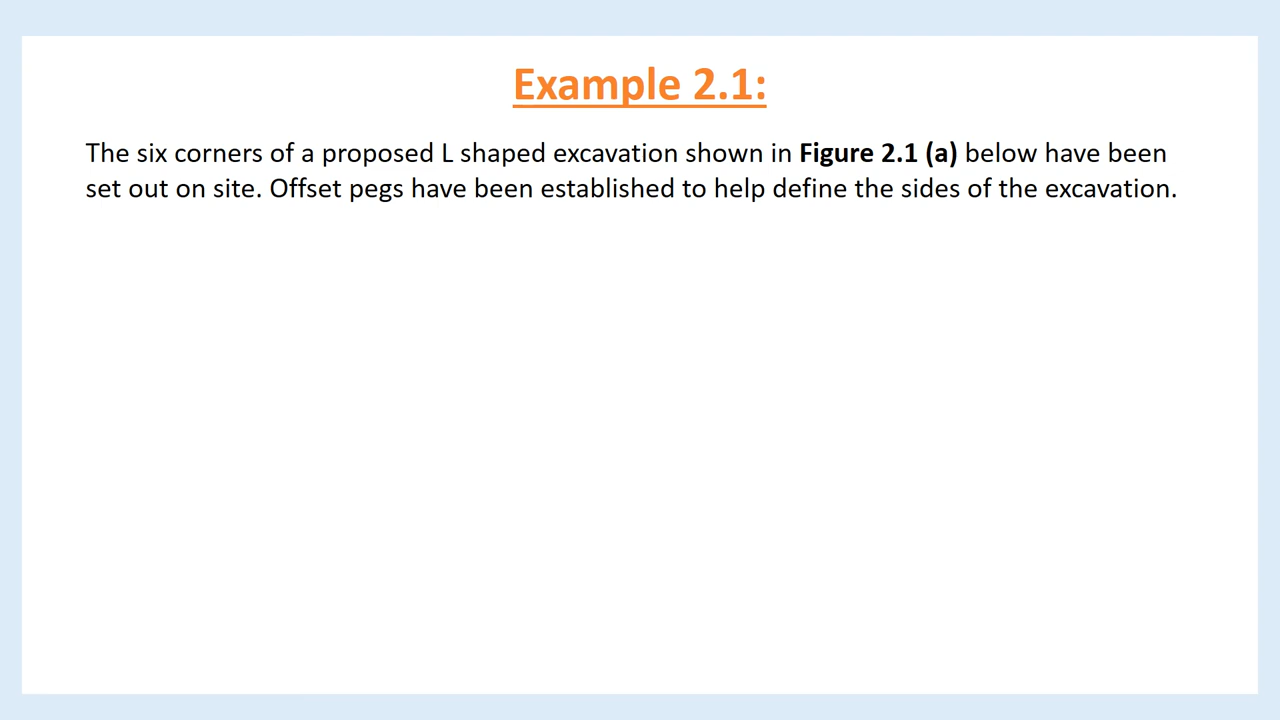 Example 2.1:
The six corners of a proposed L shaped excavation shown in Figure 2.1 (a) below have been
set out on site. Offset pegs have been established to help define the sides of the excavation.